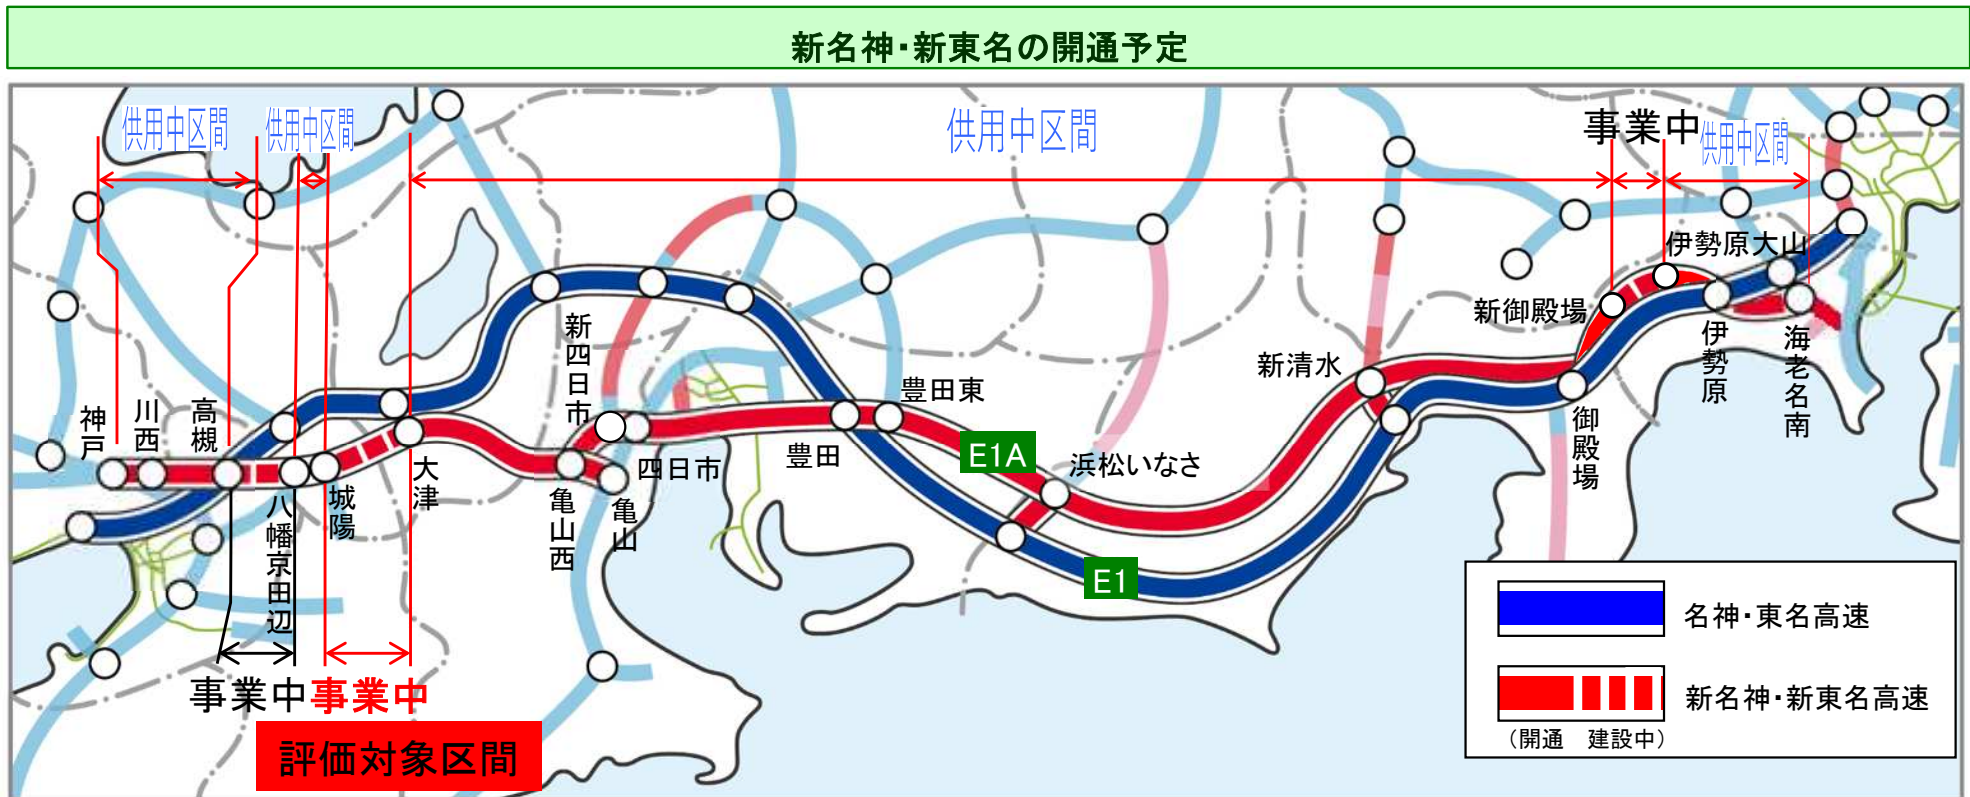 新名神・新東名の開通予定
供用中区間
供用中区間
供用中区間
事業中
供用中区間
伊勢原大山
新御殿場
伊勢原
海老名南
新清水
御殿場
新四日市
豊田東
神戸
川西
高槻
E1A
浜松いなさ
四日市
豊田
大津
八幡京田辺
城陽
亀山西
亀山
E1
事業中
事業中
評価対象区間
名神・東名高速
新名神・新東名高速
（開通　建設中）